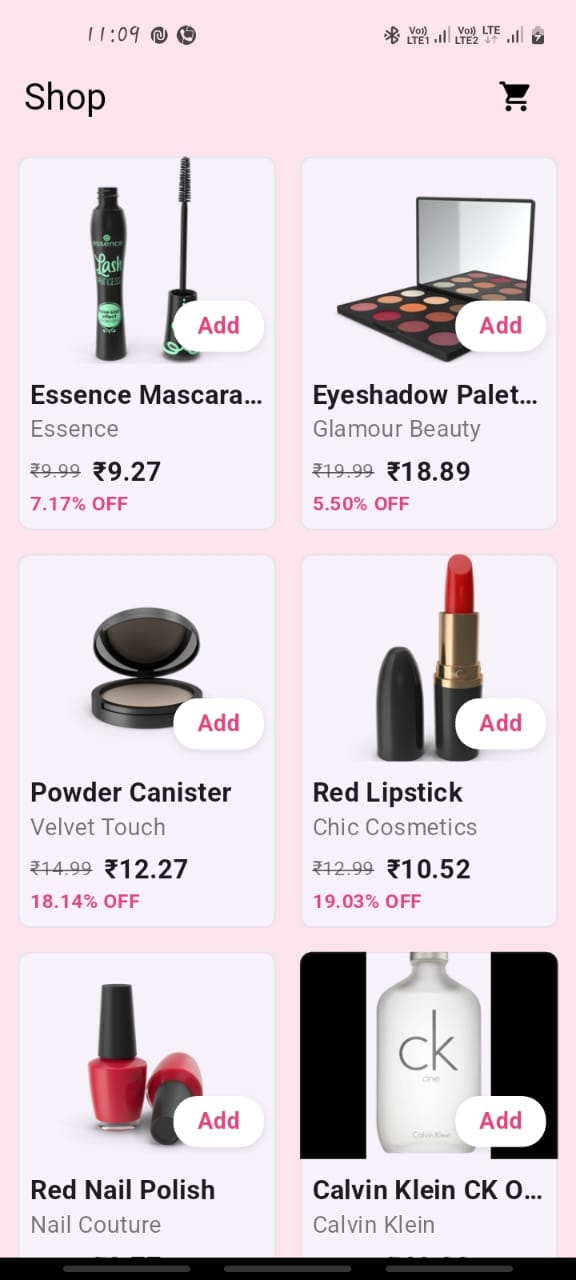 11:09
Vo)) LTE1 Vo)) LTE2 LTE
Shop
essence
Lash
PRINCESS
Add
Add
Essence Mascara...
Eyeshadow Palet...
Essence
Glamour Beauty
₹9.99 ₹9.27
₹19.99 ₹18.89
7.17% OFF
5.50% OFF
Add
Add
Powder Canister
Red Lipstick
Velvet Touch
Chic Cosmetics
₹14.99 ₹12.27
₹12.99 ₹10.52
18.14% OFF
19.03% OFF
ck
one
Calvin Klein
Add
Add
Red Nail Polish
Calvin Klein CK O...
Nail Couture
Calvin Klein